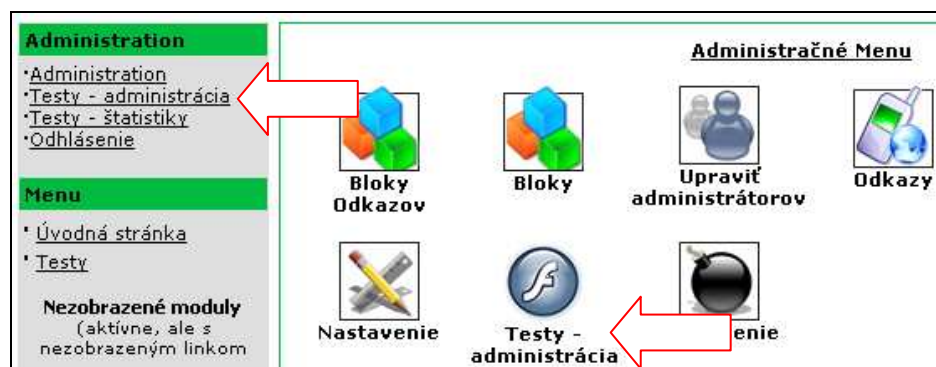 Administration
Administration
Testy - administrácia
Testy - štatistiky
Odhlásenie
Menu
Úvodná stránka
Testy
Nezobrazené moduly
(aktívne, ale s
nezobrazeným linkom
Administračné Menu
Bloky
Odkazov
Bloky
Upraviť
administrátorov
Odkazy
Nastavenie
Testy -
administrácia
enie